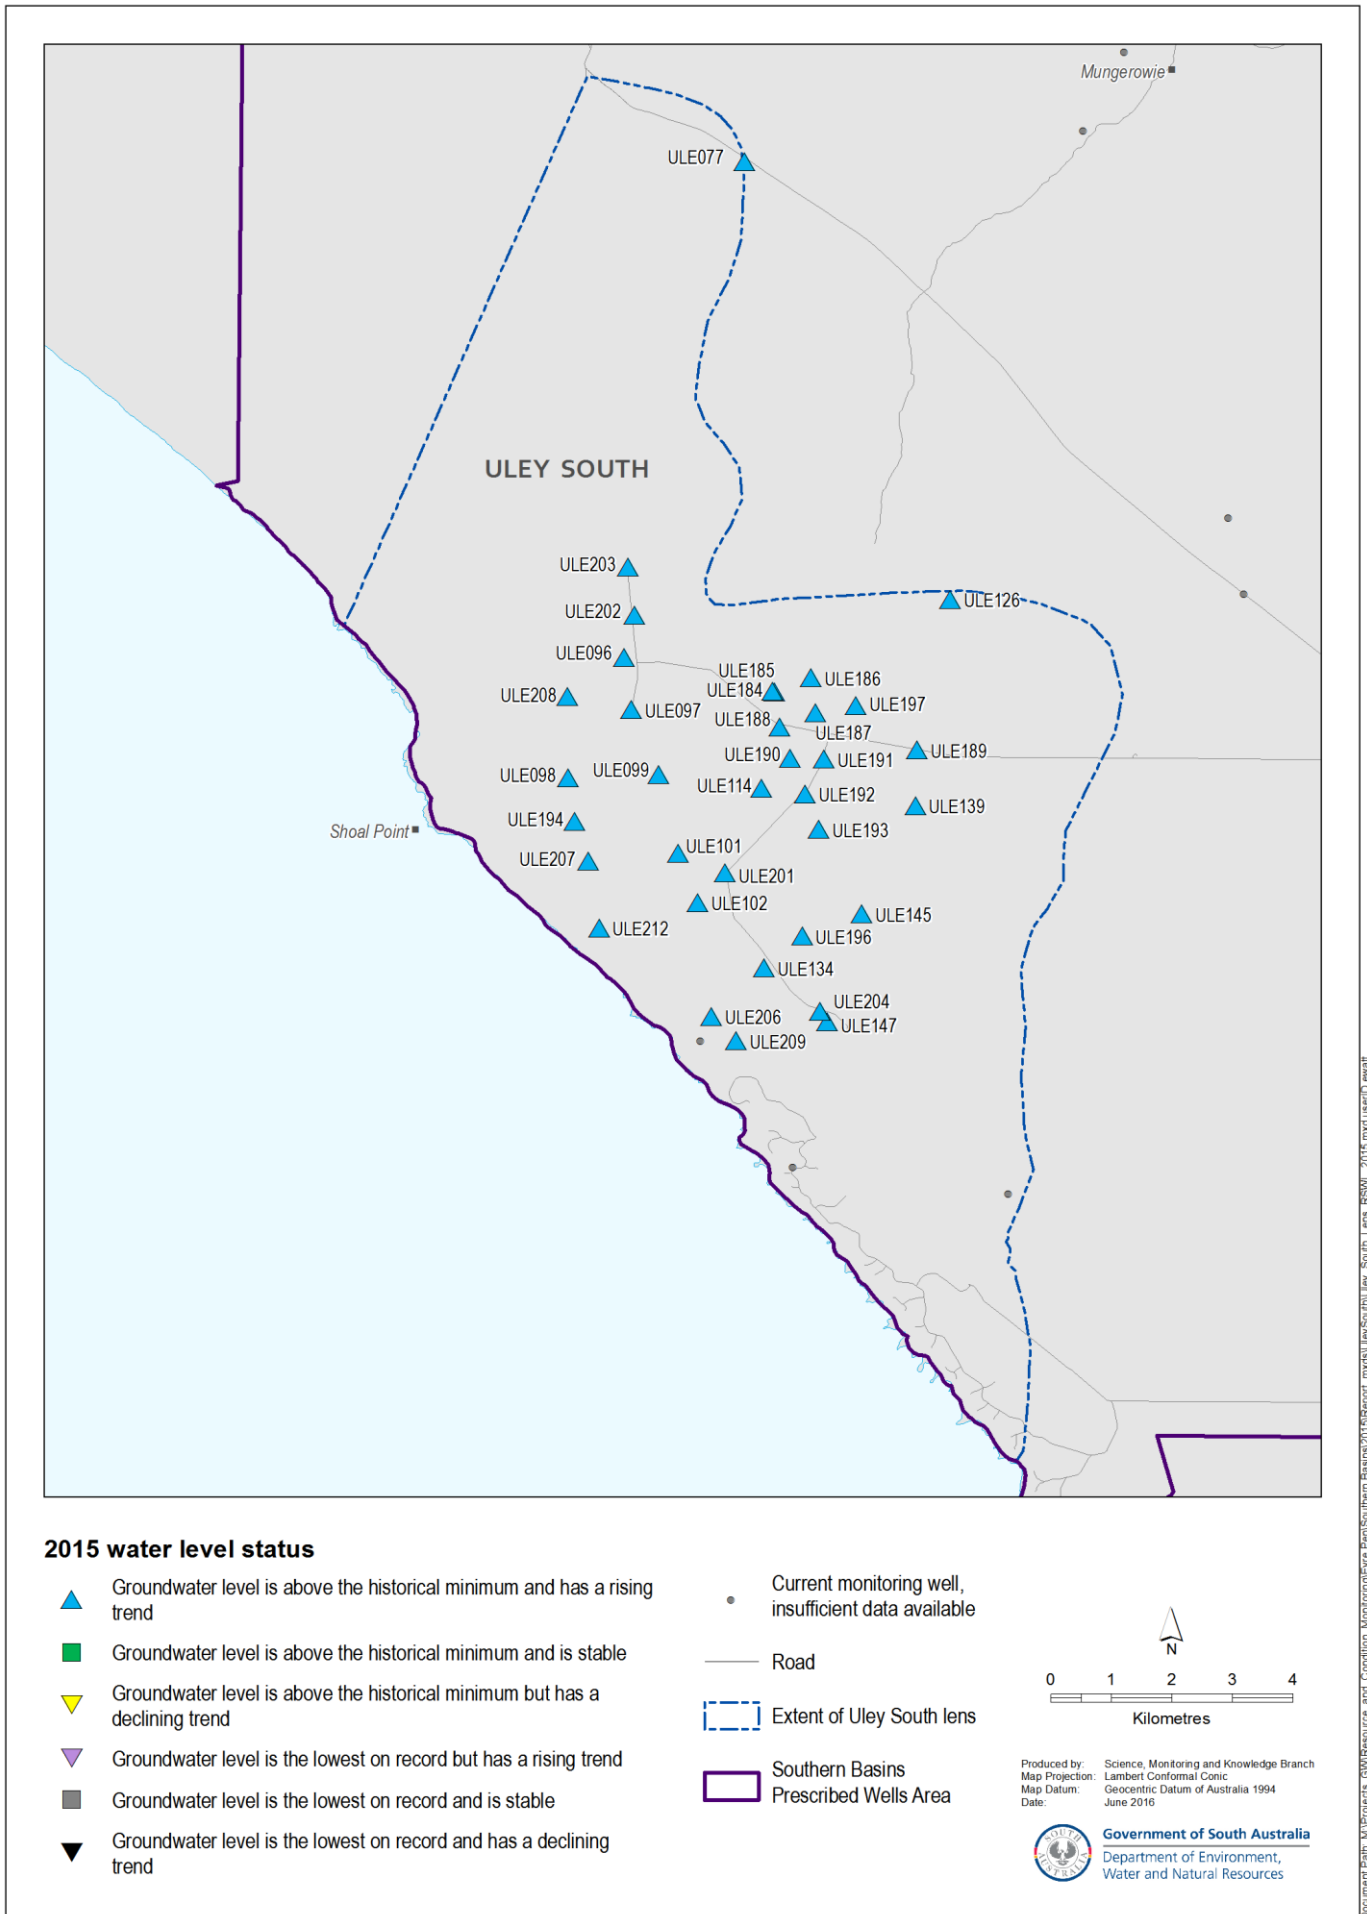 Mungerowie
ULE077
ULEY SOUTH
ULE203
ULE126
ULE202
ULE096
ULE185
ULE186
ULE184
ULE208
ULE097
ULE197
ULE188
ULE187
ULE190
ULE191
ULE189
ULE098
ULE099
ULE114
ULE192
ULE139
ULE194
Shoal Point
ULE193
ULE101
ULE207
ULE201
ULE102
ULE145
ULE212
ULE196
ULE134
ULE204
ULE206
ULE147
ULE209
2015 water level status
Groundwater level is above the historical minimum and has a rising
trend
Groundwater level is above the historical minimum and is stable
Groundwater level is above the historical minimum but has a
declining trend
Groundwater level is the lowest on record but has a rising trend
Groundwater level is the lowest on record and is stable
Groundwater level is the lowest on record and has a declining
trend
Current monitoring well,
insufficient data available
Road
Extent of Uley South lens
Southern Basins
Prescribed Wells Area
N
0 1 2 3 4
Kilometres
Produced by: Science, Monitoring and Knowledge Branch
Map Projection: Lambert Conformal Conic
Map Datum: Geocentric Datum of Australia 1994
Date: June 2016
SOUTH AUSTRALIA
Government of South Australia
Department of Environment,
Water and Natural Resources